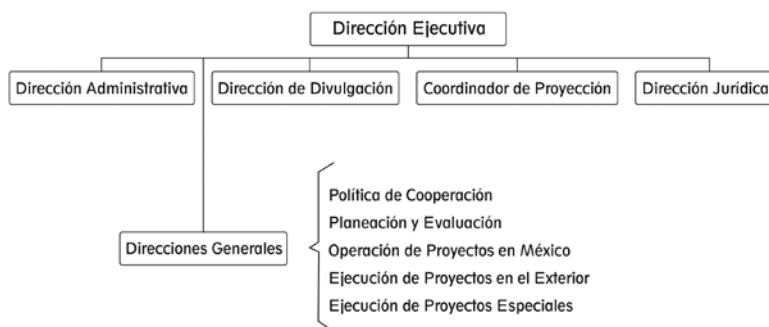 Dirección Ejecutiva
Dirección Administrativa
Dirección de Divulgación
Coordinador de Proyección
Dirección Jurídica
Direcciones Generales
Política de Cooperación
Planeación y Evaluación
Operación de Proyectos en México
Ejecución de Proyectos en el Exterior
Ejecución de Proyectos Especiales